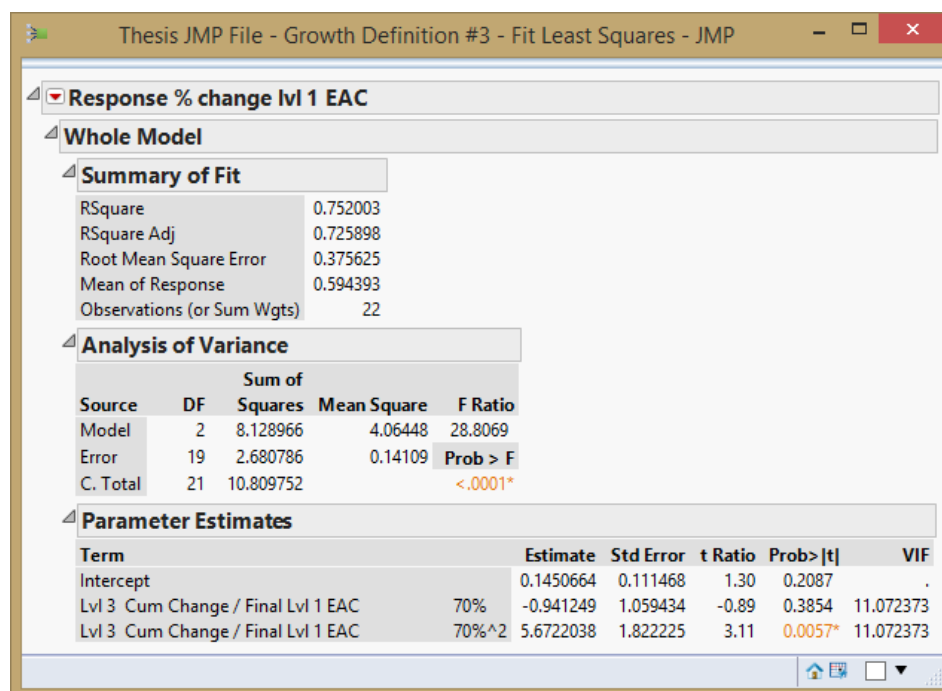 Thesis JMP File - Growth Definition #3 - Fit Least Squares - JMP
Response % change lvl 1 EAC
Whole Model
Summary of Fit
RSquare 0.752003
RSquare Adj 0.725898
Root Mean Square Error 0.375625
Mean of Response 0.594393
Observations (or Sum Wgts) 22
Analysis of Variance
Sum of
Source DF Squares Mean Square F Ratio
Model 2 8.128966 4.06448 28.8069
Error 19 2.680786 0.14109 Prob > F
C. Total 21 10.809752 <.0001*
Parameter Estimates
Term Estimate Std Error t Ratio Prob>|t| VIF
Intercept 0.1450664 0.111468 1.30 0.2087 .
Lvl 3 Cum Change / Final Lvl 1 EAC 70% -0.941249 1.059434 -0.89 0.3854 11.072373
Lvl 3 Cum Change / Final Lvl 1 EAC 70%^2 5.6722038 1.822225 3.11 0.0057* 11.072373